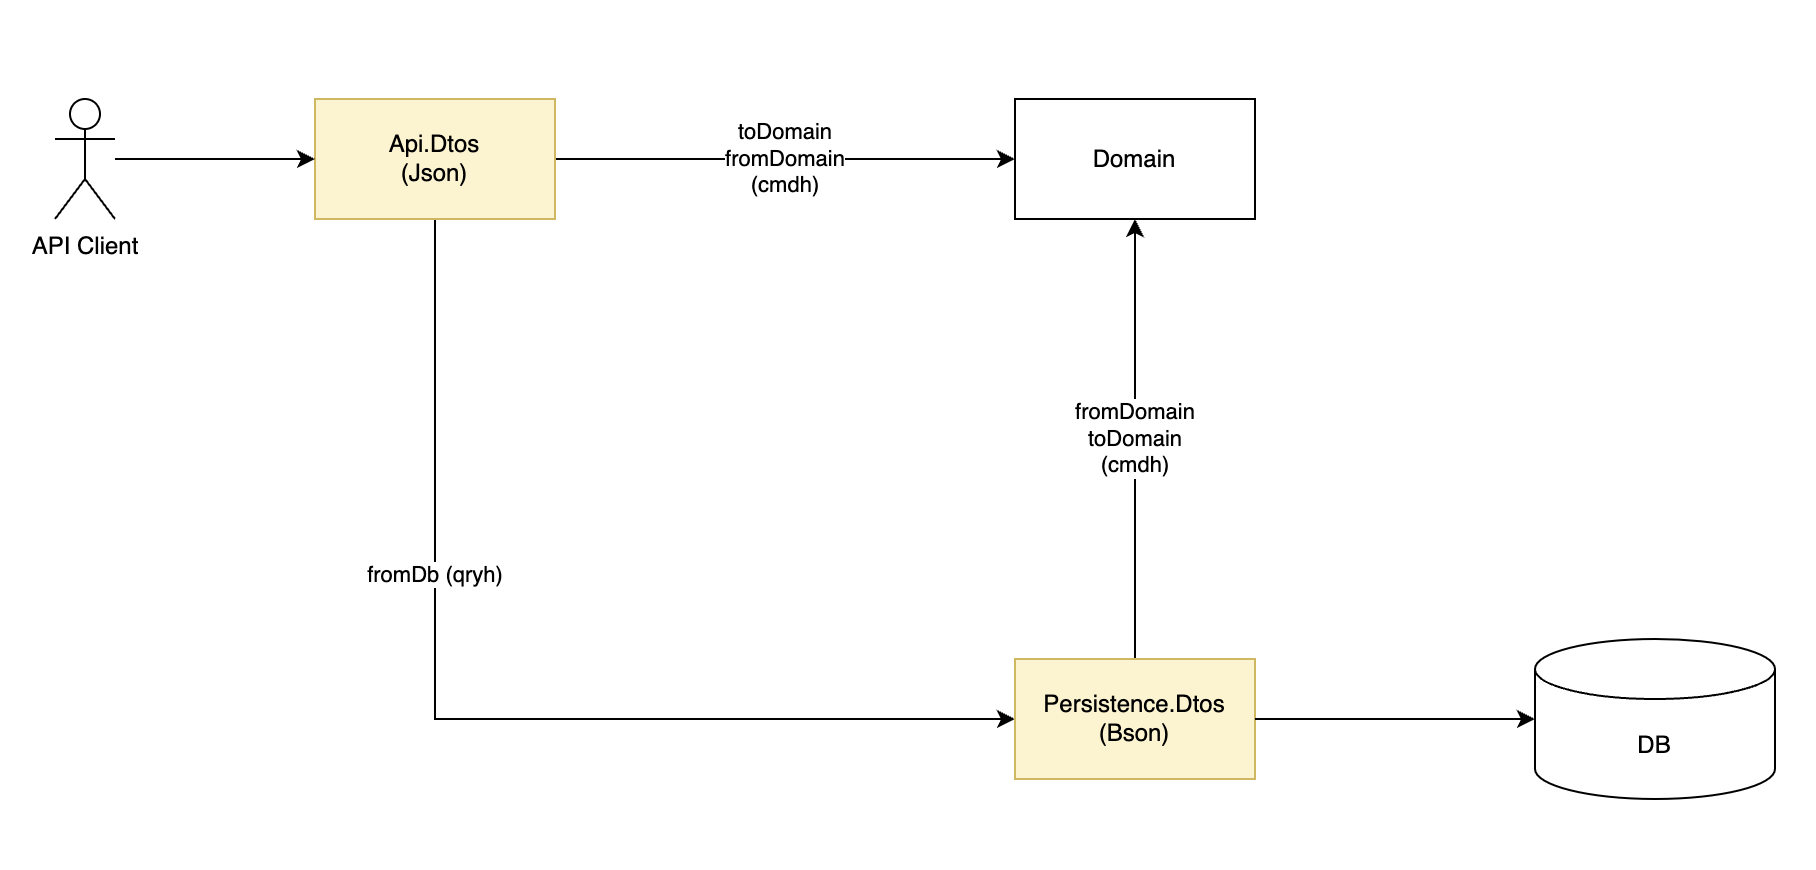 API Client
Api.Dtos
(Json)
toDomain
fromDomain
(cmdh)
Domain
fromDomain
toDomain
(cmdh)
fromDb (qryh)
Persistence.Dtos
(Bson)
DB